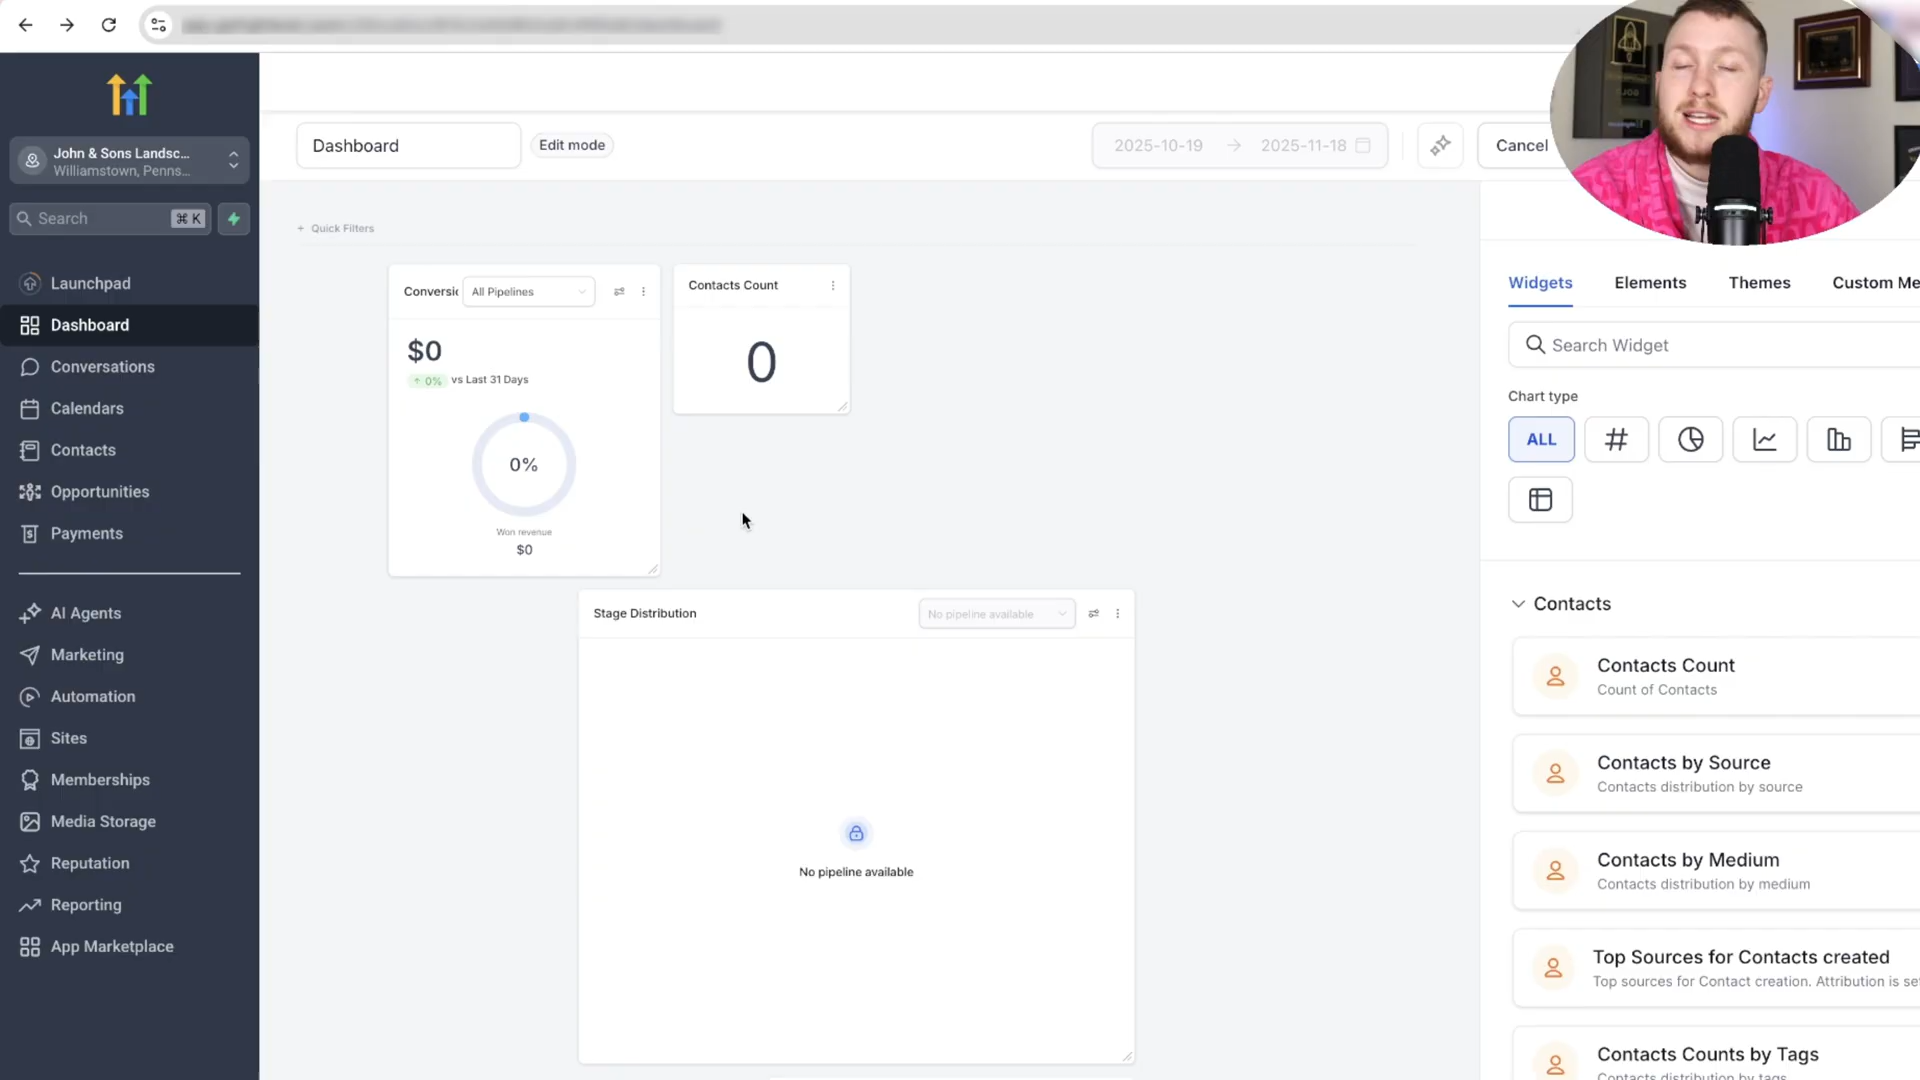 John & Sons Landsc...
Williamstown, Penns...
Search
⌘ K
Launchpad
Dashboard
Conversations
Calendars
Contacts
Opportunities
Payments
AI Agents
Marketing
Automation
Sites
Memberships
Media Storage
Reputation
Reporting
App Marketplace
Dashboard
Edit mode
2025-10-19 → 2025-11-18
Cancel
+ Quick Filters
Conversic
All Pipelines
$0
↑ 0% vs Last 31 Days
0%
Won revenue
$0
Contacts Count
0
Stage Distribution
No pipeline available
No pipeline available
Widgets
Elements
Themes
Custom Me
Search Widget
Chart type
ALL
Contacts
Contacts Count
Count of Contacts
Contacts by Source
Contacts distribution by source
Contacts by Medium
Contacts distribution by medium
Top Sources for Contacts created
Top sources for Contact creation. Attribution is se
Contacts Counts by Tags
Contacts distribution by tags